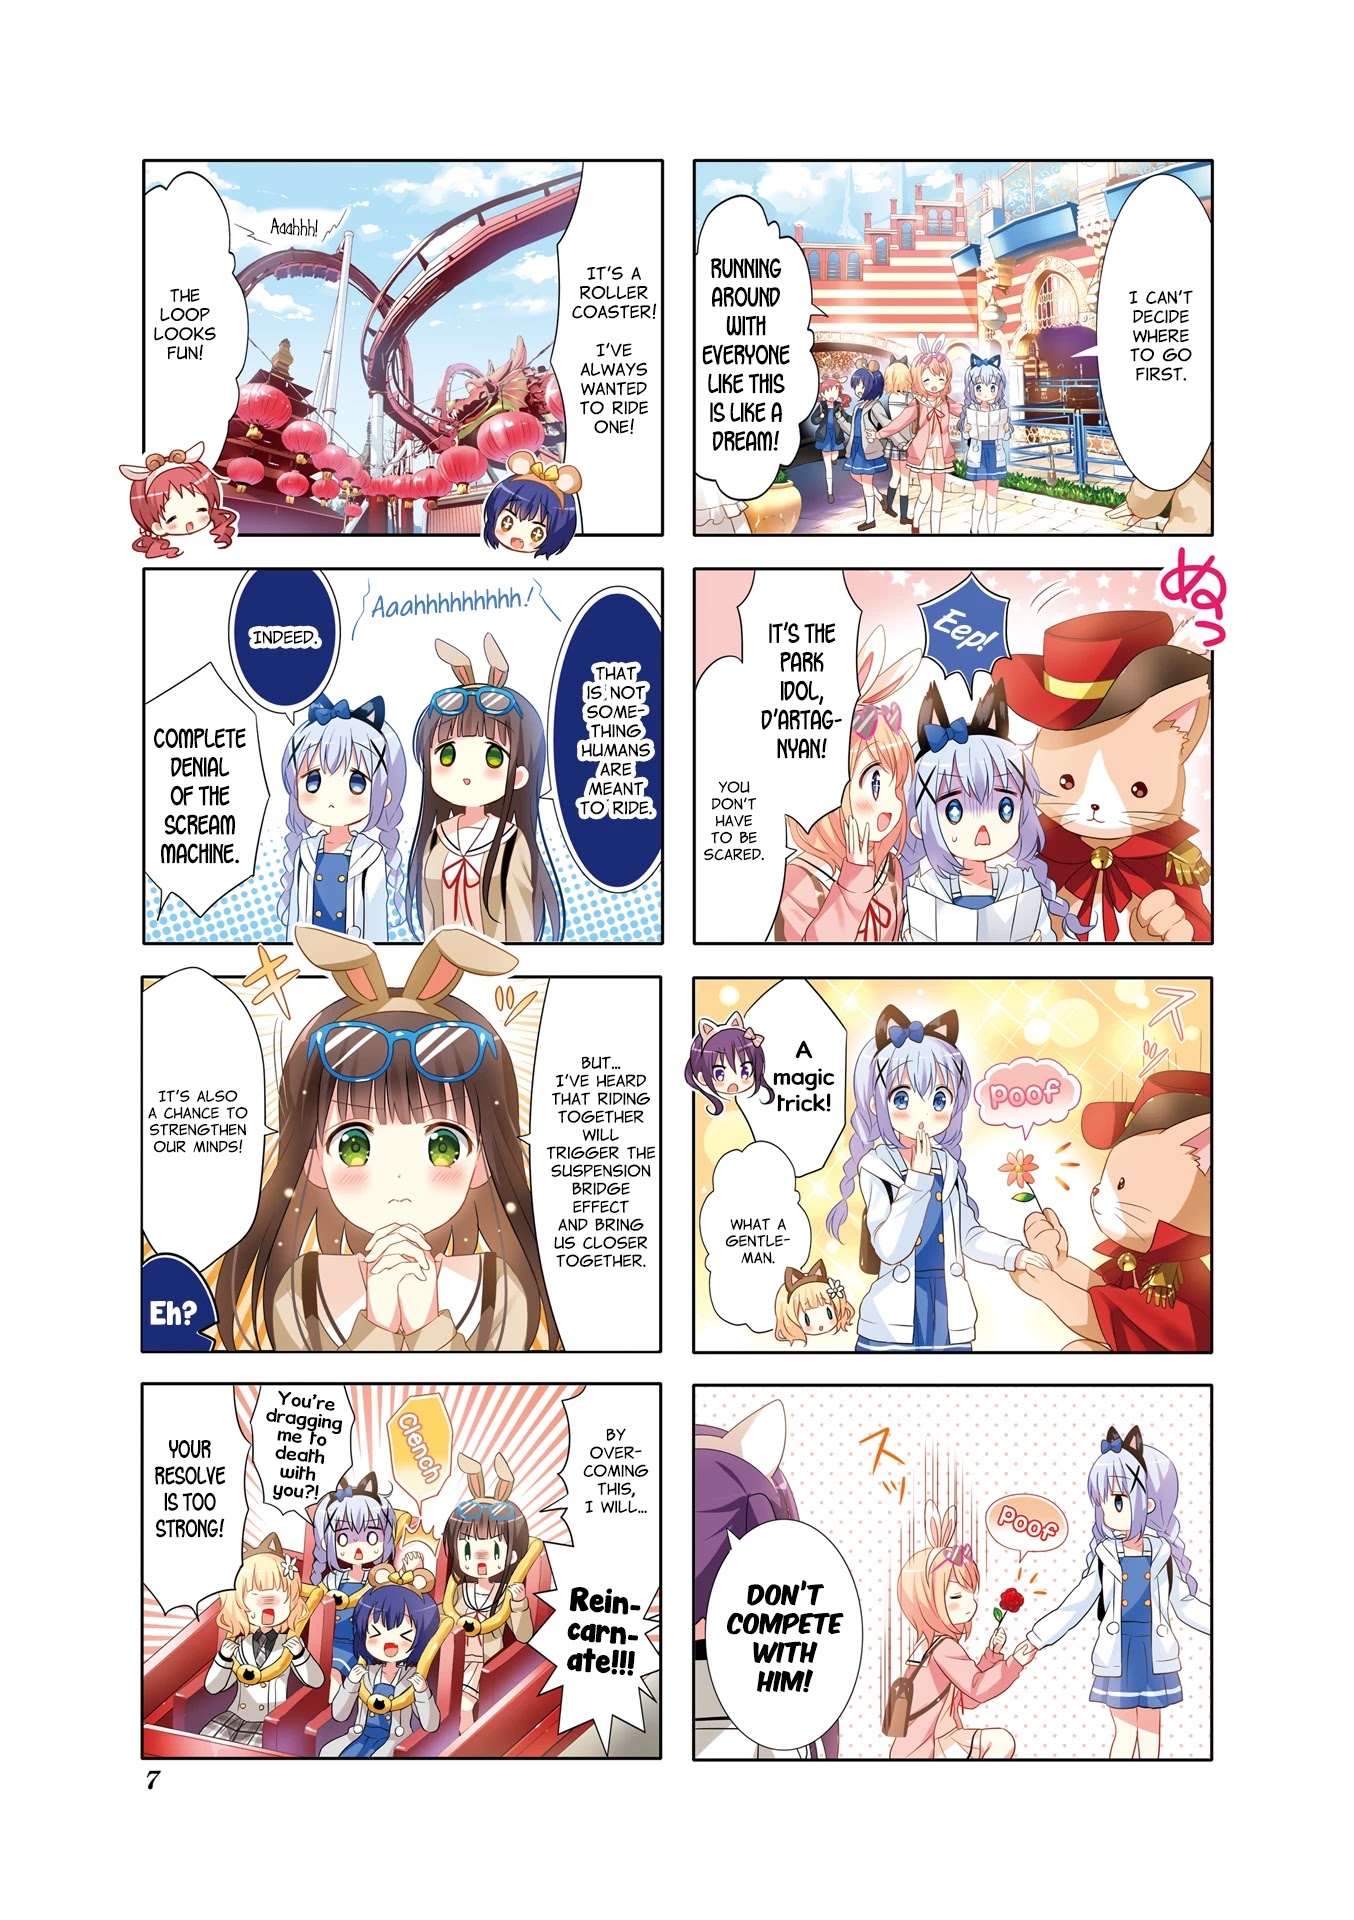 I CAN'T
DECIDE
WHERE
TO GO
FIRST.
RUNNING
AROUND
WITH
EVERYONE
LIKE THIS
IS LIKE A
DREAM!
ぬっ
Eep!
IT'S THE
PARK
IDOL,
D'ARTAG-
NYAN!
YOU
DON'T
HAVE
TO BE
SCARED.
スッ
Poof
A
magic
trick!
WHAT A
GENTLE-
MAN.
スッ
Poof
DON'T
COMPETE
WITH
HIM!
IT'S A
ROLLER
COASTER!
I'VE
ALWAYS
WANTED
TO RIDE
ONE!
Aaahhh!
THE
LOOP
LOOKS
FUN!
THAT
IS NOT
SOME-
THING
HUMANS
ARE
MEANT
TO RIDE.
Aaahhhhhhhhh!
INDEED.
COMPLETE
DENIAL
OF THE
SCREAM
MACHINE.
BUT...
I'VE HEARD
THAT RIDING
TOGETHER
WILL
TRIGGER THE
SUSPENSION
BRIDGE
EFFECT
AND BRING
US CLOSER
TOGETHER.
キッ
IT'S ALSO
A CHANCE TO
STRENGTHEN
OUR MINDS!
Eh?
BY
OVER-
COMING
THIS,
I WILL...
Rein-
carn-
ate!!!
Clench
You're
dragging
me to
death
with
you?!
YOUR
RESOLVE
IS TOO
STRONG!
7